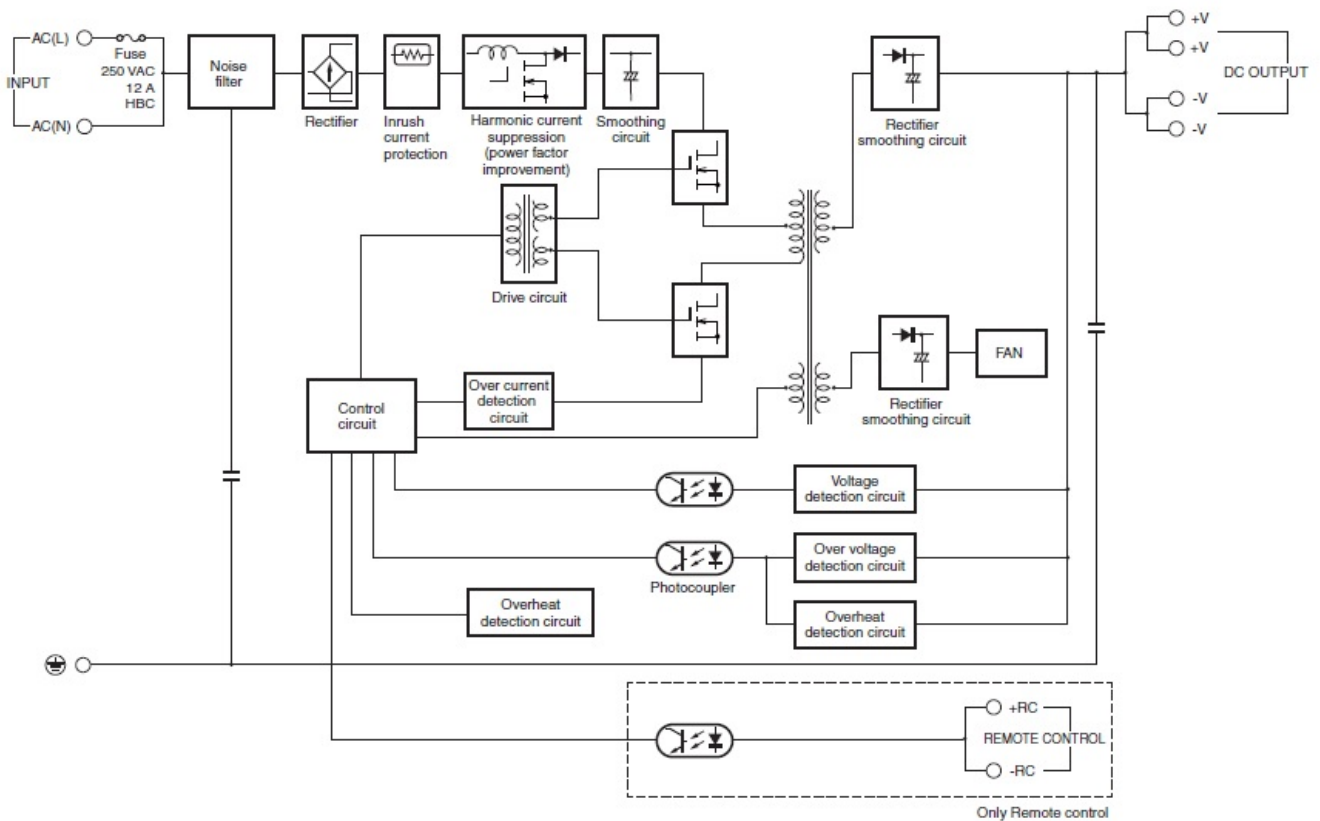 AC(L)
Fuse
250 VAC
12 A
HBC
INPUT
AC(N)
Noise
filter
Rectifier
Inrush
current
protection
Harmonic current
suppression
(power factor
improvement)
Smoothing
circuit
Rectifier
smoothing circuit
+V
+V
DC OUTPUT
-V
-V
Drive circuit
FAN
Rectifier
smoothing circuit
Control
circuit
Over current
detection
circuit
Voltage
detection circuit
Over voltage
detection circuit
Photocoupler
Overheat
detection circuit
Overheat
detection circuit
+RC
REMOTE CONTROL
-RC
Only Remote control